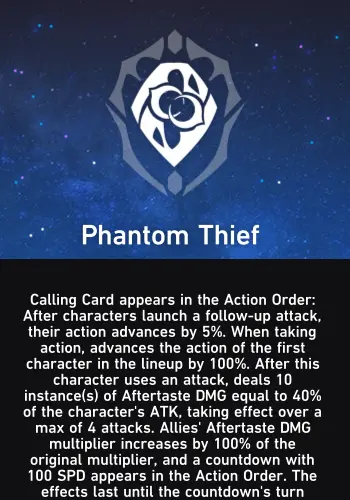 Phantom Thief
Calling Card appears in the Action Order:
After characters launch a follow-up attack,
their action advances by 5%. When taking
action, advances the action of the first
character in the lineup by 100%. After this
character uses an attack, deals 10
instance(s) of Aftertaste DMG equal to 40%
of the character's ATK, taking effect over a
max of 4 attacks. Allies' Aftertaste DMG
multiplier increases by 100% of the
original multiplier, and a countdown with
100 SPD appears in the Action Order. The
effects last until the countdown's turn